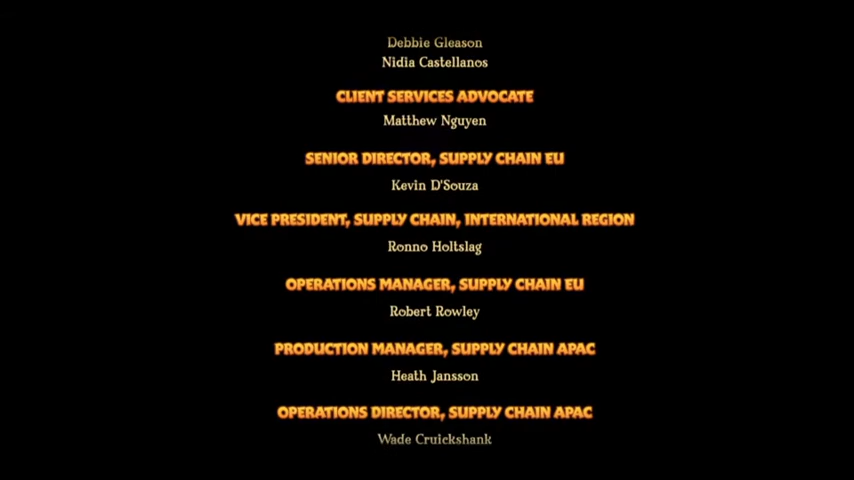 Debbie Gleason
Nidia Castellanos
CLIENT SERVICES ADVOCATE
Matthew Nguyen
SENIOR DIRECTOR, SUPPLY CHAIN EU
Kevin D'Souza
VICE PRESIDENT, SUPPLY CHAIN, INTERNATIONAL REGION
Ronno Holtslag
OPERATIONS MANAGER, SUPPLY CHAIN EU
Robert Rowley
PRODUCTION MANAGER, SUPPLY CHAIN APAC
Heath Jansson
OPERATIONS DIRECTOR, SUPPLY CHAIN APAC
Wade Cruickshank